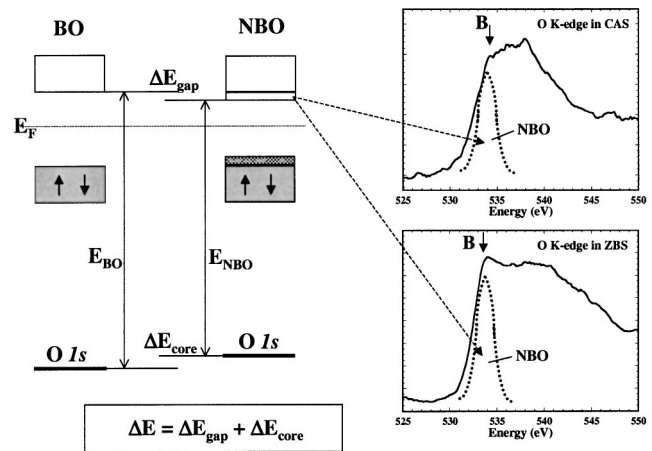 BO
NBO
ΔE_gap
E_F
E_BO
E_NBO
O 1s
ΔE_core
O 1s
ΔE = ΔE_gap + ΔE_core
B
O K-edge in CAS
NBO
525 530 535 540 545 550
Energy (eV)
B
O K-edge in ZBS
NBO
525 530 535 540 545 550
Energy (eV)